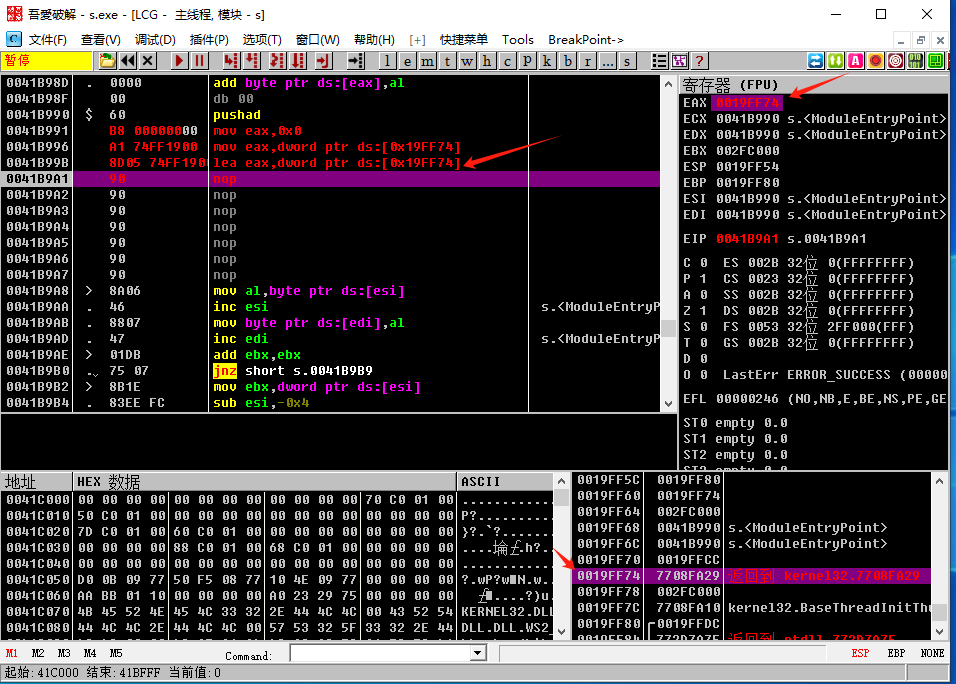 吾愛破解 - s.exe - [LCG - 主线程, 模块 - s]
文件(F) 查看(V) 调试(D) 插件(P) 选项(T) 窗口(W) 帮助(H) [+] 快捷菜单 Tools BreakPoint->
暂停 l e m t w h c p k b r ... s ?
0041B98D . 0000 add byte ptr ds:[eax],al
0041B98F 00 db 00
0041B990 $ 60 pushad
0041B991 B8 00000000 mov eax,0x0
0041B996 A1 74FF1900 mov eax,dword ptr ds:[0x19FF74]
0041B99B 8D05 74FF190 lea eax,dword ptr ds:[0x19FF74]
0041B9A1 90 nop
0041B9A2 90 nop
0041B9A3 90 nop
0041B9A4 90 nop
0041B9A5 90 nop
0041B9A6 90 nop
0041B9A7 90 nop
0041B9A8 > 8A06 mov al,byte ptr ds:[esi]
0041B9AA . 46 inc esi s.<ModuleEntryP
0041B9AB . 8807 mov byte ptr ds:[edi],al
0041B9AD . 47 inc edi s.<ModuleEntryP
0041B9AE > 01DB add ebx,ebx
0041B9B0 . 75 07 jnz short s.0041B9B9
0041B9B2 > 8B1E mov ebx,dword ptr ds:[esi]
0041B9B4 . 83EE FC sub esi,-0x4
寄存器 (FPU)
EAX 0019FF74
ECX 0041B990 s.<ModuleEntryPoint>
EDX 0041B990 s.<ModuleEntryPoint>
EBX 002FC000
ESP 0019FF54
EBP 0019FF80
ESI 0041B990 s.<ModuleEntryPoint>
EDI 0041B990 s.<ModuleEntryPoint>
EIP 0041B9A1 s.0041B9A1
C 0 ES 002B 32位 0(FFFFFFFF)
P 1 CS 0023 32位 0(FFFFFFFF)
A 0 SS 002B 32位 0(FFFFFFFF)
Z 1 DS 002B 32位 0(FFFFFFFF)
S 0 FS 0053 32位 2FF000(FFF)
T 0 GS 002B 32位 0(FFFFFFFF)
D 0
O 0 LastErr ERROR_SUCCESS (00000
EFL 00000246 (NO,NB,E,BE,NS,PE,GE
ST0 empty 0.0
ST1 empty 0.0
ST2 empty 0.0
地址 HEX 数据 ASCII
0041C000 00 00 00 00 00 00 00 00 00 00 00 00 70 C0 01 00 ............
0041C010 50 C0 01 00 00 00 00 00 00 00 00 00 00 00 00 00 P?..........
0041C020 7D C0 01 00 60 C0 01 00 00 00 00 00 00 00 00 00 }?.`?.......
0041C030 00 00 00 00 88 C0 01 00 68 C0 01 00 00 00 00 00
0041C040 00 00 00 00 00 00 00 00 00 00 00 00 00 00 00 00 ............
0041C050 D0 0B 09 77 50 F5 08 77 10 4E 09 77 00 00 00 00
0041C060 AA BB 01 10 00 00 00 00 A0 23 29 75 00 00 00 00
0041C070 4B 45 52 4E 45 4C 33 32 2E 44 4C 4C 00 43 52 54 KERNEL32.DLL
0041C080 44 4C 4C 2E 44 4C 4C 00 57 53 32 5F 33 32 2E 44 DLL.DLL.WS2
0019FF5C 0019FF80
0019FF60 0019FF74
0019FF64 002FC000
0019FF68 0041B990 s.<ModuleEntryPoint>
0019FF6C 0041B990 s.<ModuleEntryPoint>
0019FF70 0019FFCC
0019FF74 7708FA29 返回到 kernel32.7708FA29
0019FF78 002FC000
0019FF7C 7708FA10 kernel32.BaseThreadInitThu
0019FF80 0019FFDC
M1 M2 M3 M4 M5 Command: ESP EBP NONE
起始: 41C000 结束: 41BFFF 当前值: 0